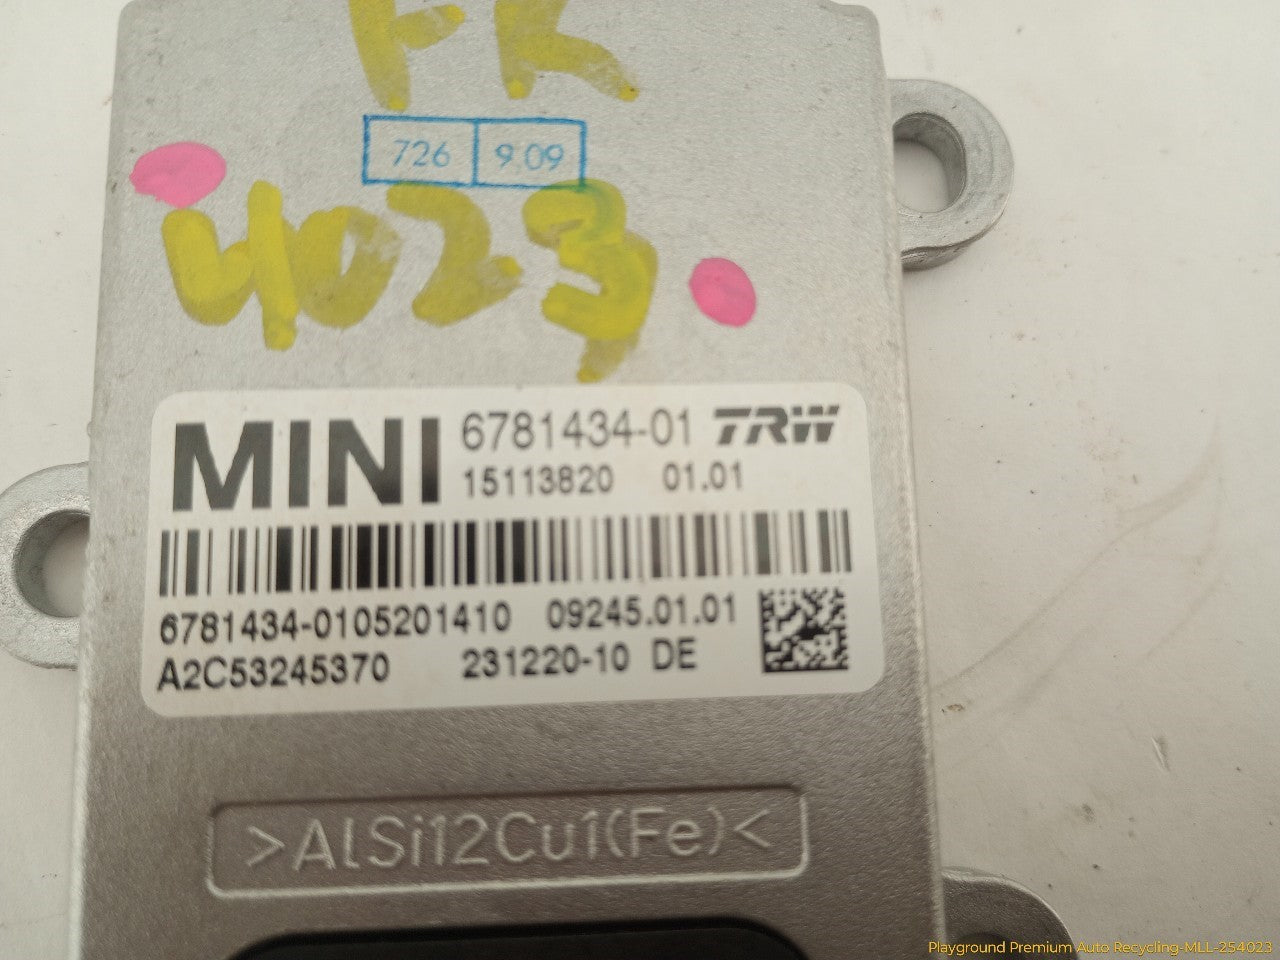 FR
726 9.09
4023
MINI 6781434-01 TRW
15113820 01.01
6781434-0105201410 09245.01.01
A2C53245370 231220-10 DE
>AlSi12Cu1(Fe)<
Playground Premium Auto Recycling-MLL-254023